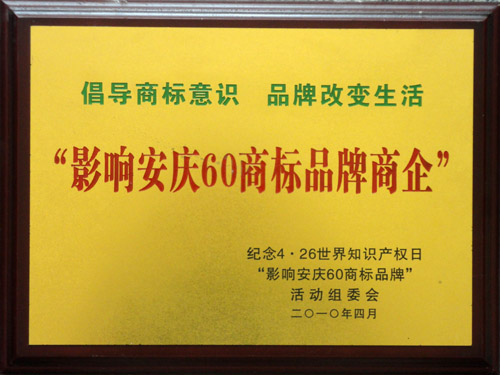 倡导商标意识 品牌改变生活
“影响安庆60商标品牌商企”
纪念4·26世界知识产权日
“影响安庆60商标品牌”
活动组委会
二〇一〇年四月